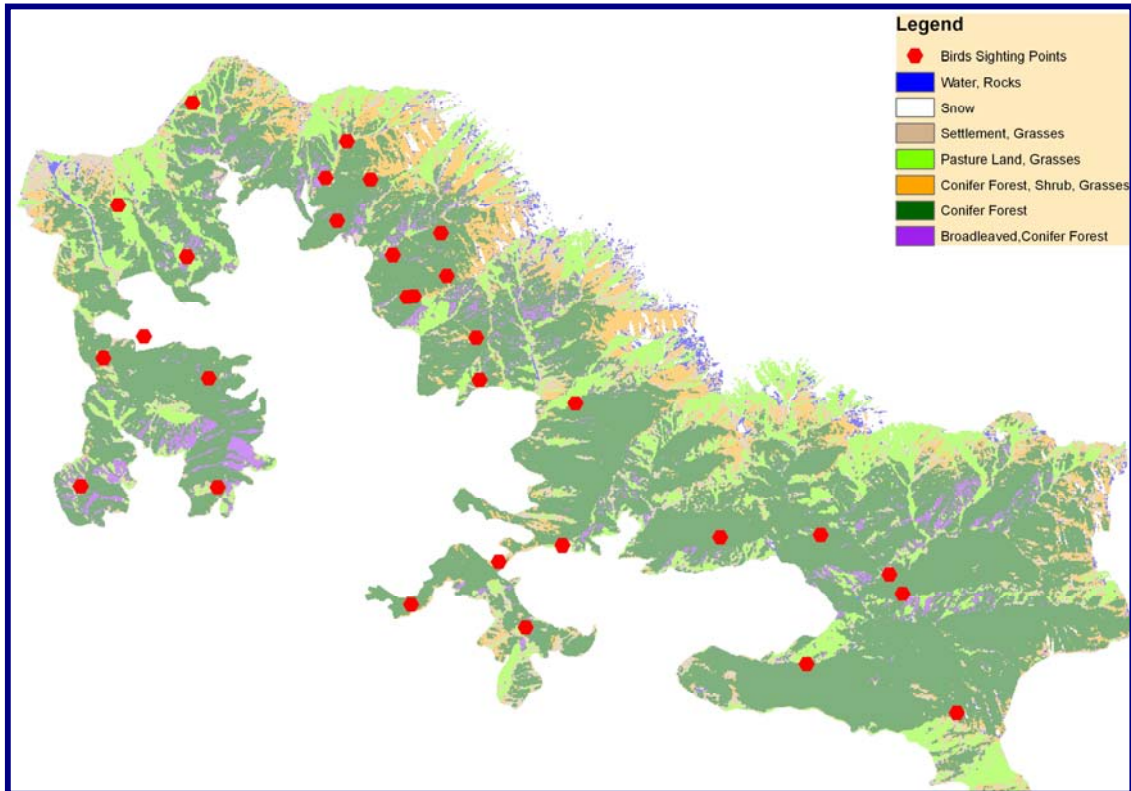 Legend
Birds Sighting Points
Water, Rocks
Snow
Settlement, Grasses
Pasture Land, Grasses
Conifer Forest, Shrub, Grasses
Conifer Forest
Broadleaved,Conifer Forest